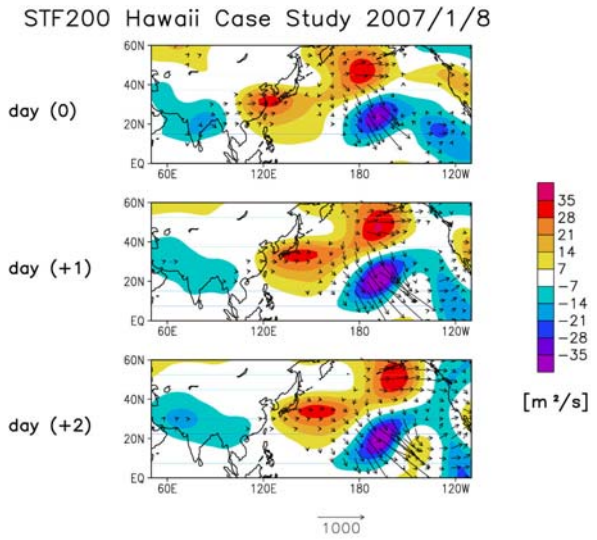 STF200 Hawaii Case Study 2007/1/8
60N
day (0)
40N
20N
EQ
60E 120E 180 120W
60N
day (+1)
40N
20N
EQ
60E 120E 180 120W
60N
day (+2)
40N
20N
EQ
60E 120E 180 120W
35
28
21
14
7
-7
-14
-21
-28
-35
[m²/s]
1000